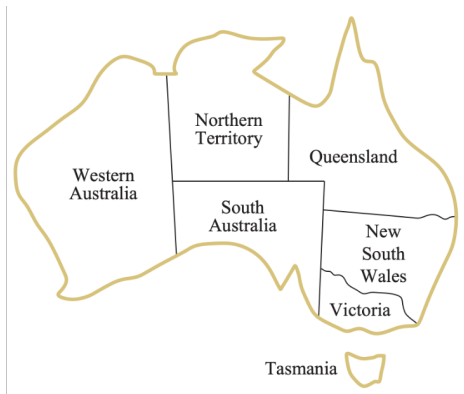 Northern
Territory
Queensland
Western
Australia
South
Australia
New
South
Wales
Victoria
Tasmania